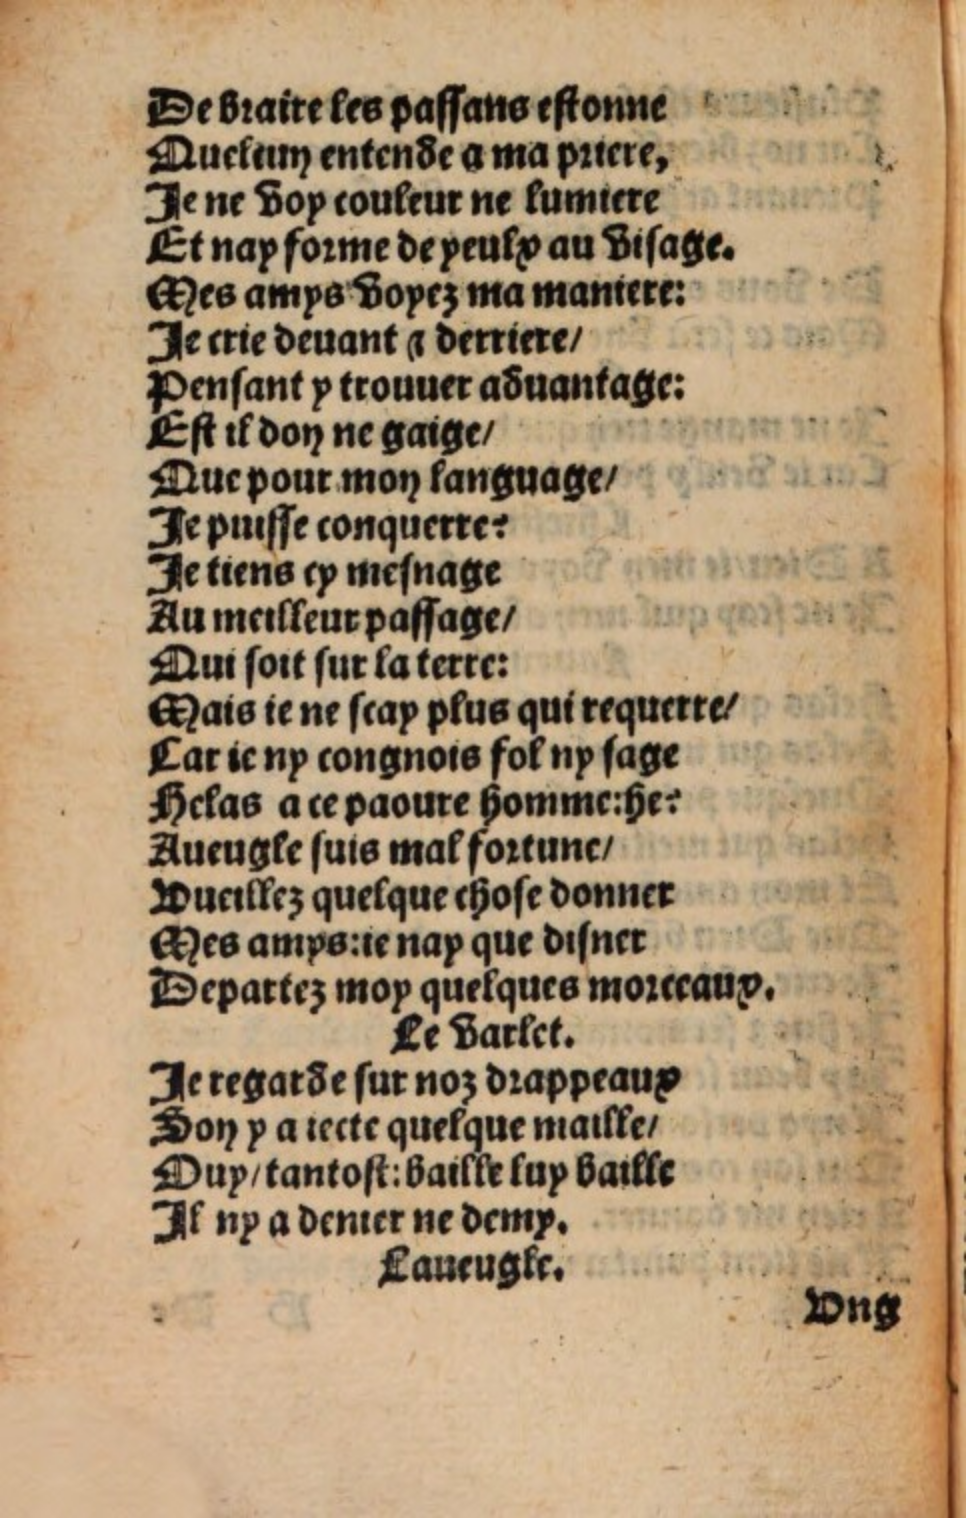 De braire les passans estonne
Quelcun entende a ma priere,
Je ne voy couleur ne lumiere
Et nay forme de yeulx au visage.
Mes amys voyez ma maniere:
Je crie deuant ⁊ derriere/
Pensant y trouuer aduantage:
Est il don ne gaige/
Que pour mon language/
Je puisse conquerre?
Je tiens cy mesnage
Au meilleur passage/
Qui soit sur la terre:
Mais ie ne scay plus qui requerre/
Car ie ny congnois fol ny sage
Helas a ce paoure homme:he?
Aueugle suis mal fortune/
Vueillez quelque chose donner
Mes amys:ie nay que disner
Departez moy quelques morceaux.
Le varlet.
Je regarde sur noz drappeaux
Son y a iecte quelque maille/
Ouy/tantost:baille luy baille
Il ny a denier ne demy.
Laueugle.
Vng